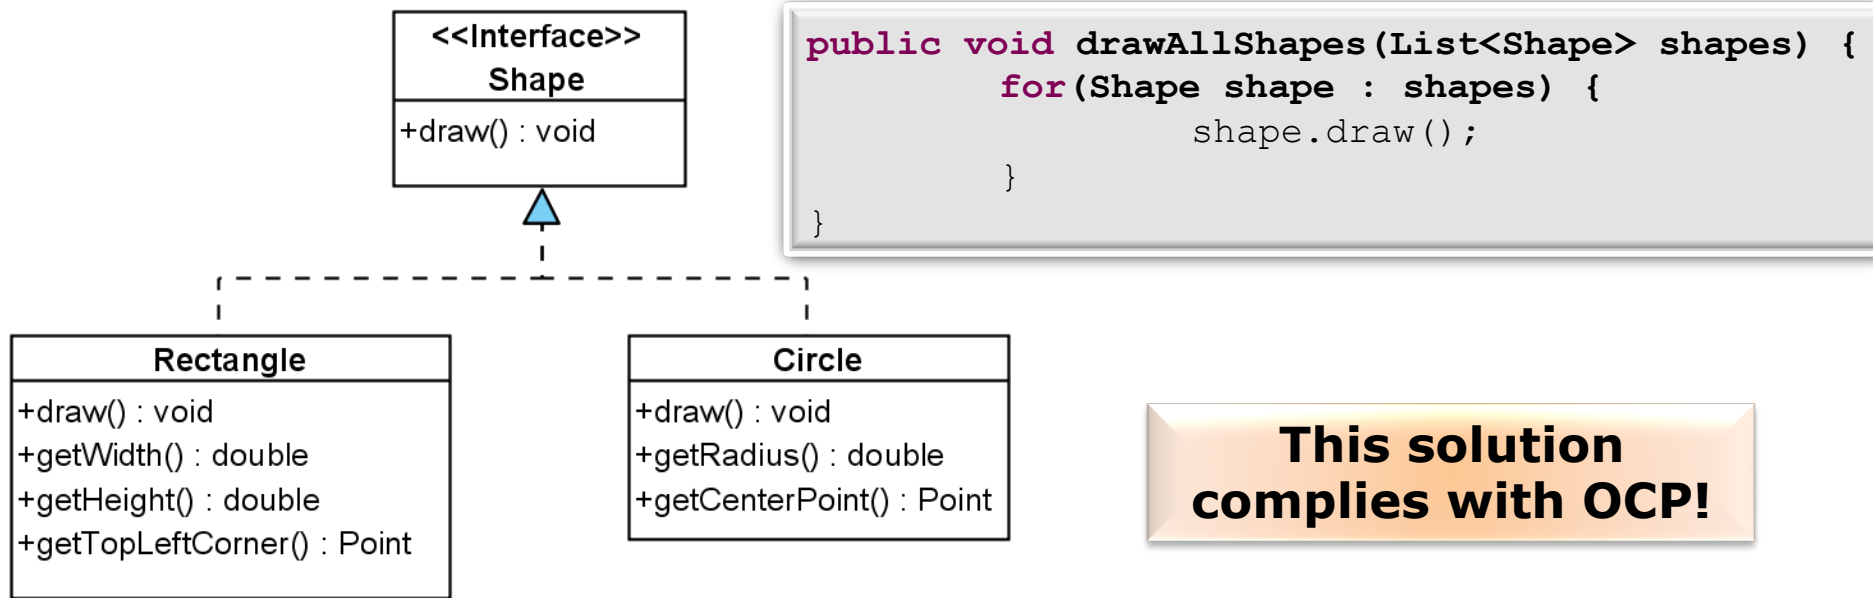 <<Interface>>
Shape
+draw() : void
public void drawAllShapes(List<Shape> shapes) {
for(Shape shape : shapes) {
shape.draw();
}
}
Rectangle
+draw() : void
+getWidth() : double
+getHeight() : double
+getTopLeftCorner() : Point
Circle
+draw() : void
+getRadius() : double
+getCenterPoint() : Point
This solution
complies with OCP!